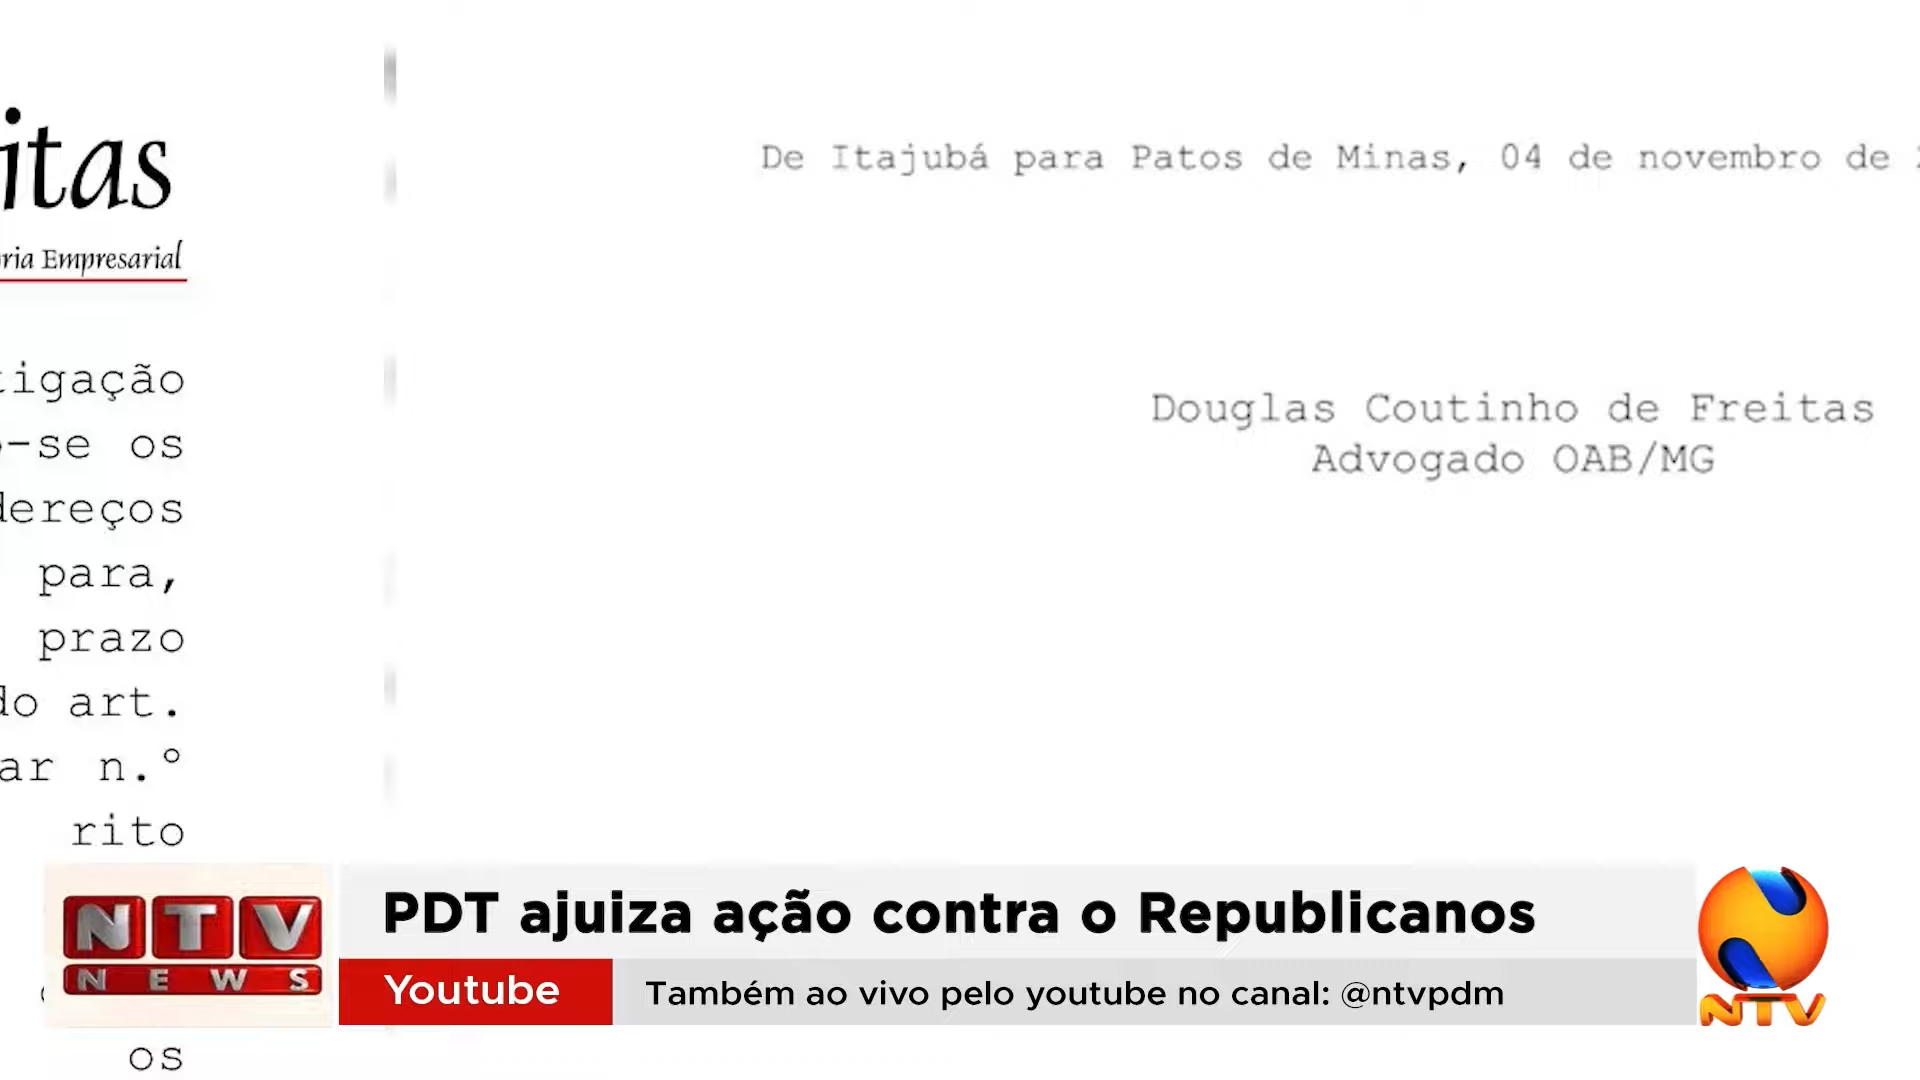 itas
ria Empresarial
tigação
-se os
dereços
para,
prazo
do art.
ar n.º
rito
os
De Itajubá para Patos de Minas, 04 de novembro de
Douglas Coutinho de Freitas
Advogado OAB/MG
NTV
NEWS
PDT ajuiza ação contra o Republicanos
Youtube
Também ao vivo pelo youtube no canal: @ntvpdm
NTV